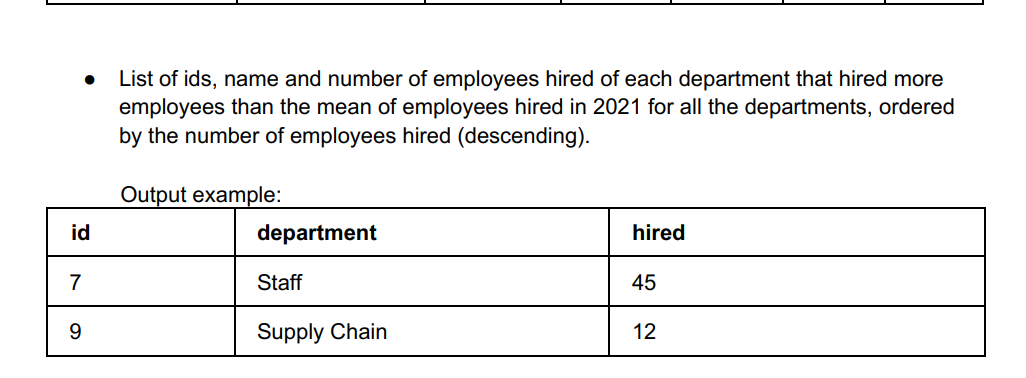 ● List of ids, name and number of employees hired of each department that hired more
employees than the mean of employees hired in 2021 for all the departments, ordered
by the number of employees hired (descending).
Output example:
id department hired
7 Staff 45
9 Supply Chain 12